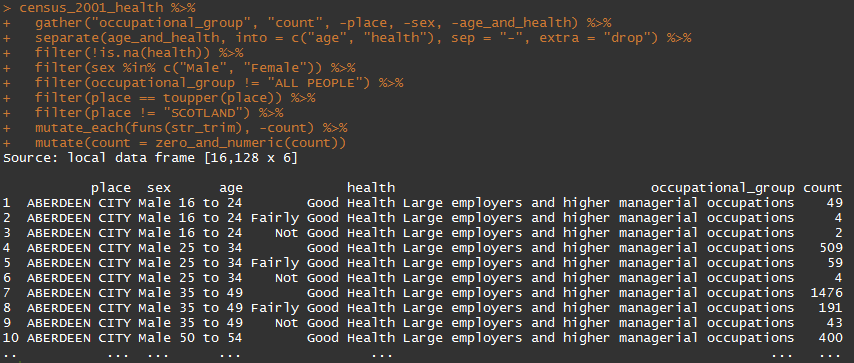 > census_2001_health %>%
+   gather("occupational_group", "count", -place, -sex, -age_and_health) %>%
+   separate(age_and_health, into = c("age", "health"), sep = "-", extra = "drop") %>%
+   filter(!is.na(health)) %>%
+   filter(sex %in% c("Male", "Female")) %>%
+   filter(occupational_group != "ALL PEOPLE") %>%
+   filter(place == toupper(place)) %>%
+   filter(place != "SCOTLAND") %>%
+   mutate_each(funs(str_trim), -count) %>%
+   mutate(count = zero_and_numeric(count))
Source: local data frame [16,128 x 6]
place sex age health occupational_group count
1 ABERDEEN CITY Male 16 to 24 Good Health Large employers and higher managerial occupations 49
2 ABERDEEN CITY Male 16 to 24 Fairly Good Health Large employers and higher managerial occupations 4
3 ABERDEEN CITY Male 16 to 24 Not Good Health Large employers and higher managerial occupations 2
4 ABERDEEN CITY Male 25 to 34 Good Health Large employers and higher managerial occupations 509
5 ABERDEEN CITY Male 25 to 34 Fairly Good Health Large employers and higher managerial occupations 59
6 ABERDEEN CITY Male 25 to 34 Not Good Health Large employers and higher managerial occupations 4
7 ABERDEEN CITY Male 35 to 49 Good Health Large employers and higher managerial occupations 1476
8 ABERDEEN CITY Male 35 to 49 Fairly Good Health Large employers and higher managerial occupations 191
9 ABERDEEN CITY Male 35 to 49 Not Good Health Large employers and higher managerial occupations 43
10 ABERDEEN CITY Male 50 to 54 Good Health Large employers and higher managerial occupations 400
.. ... ... ... ... ... ...